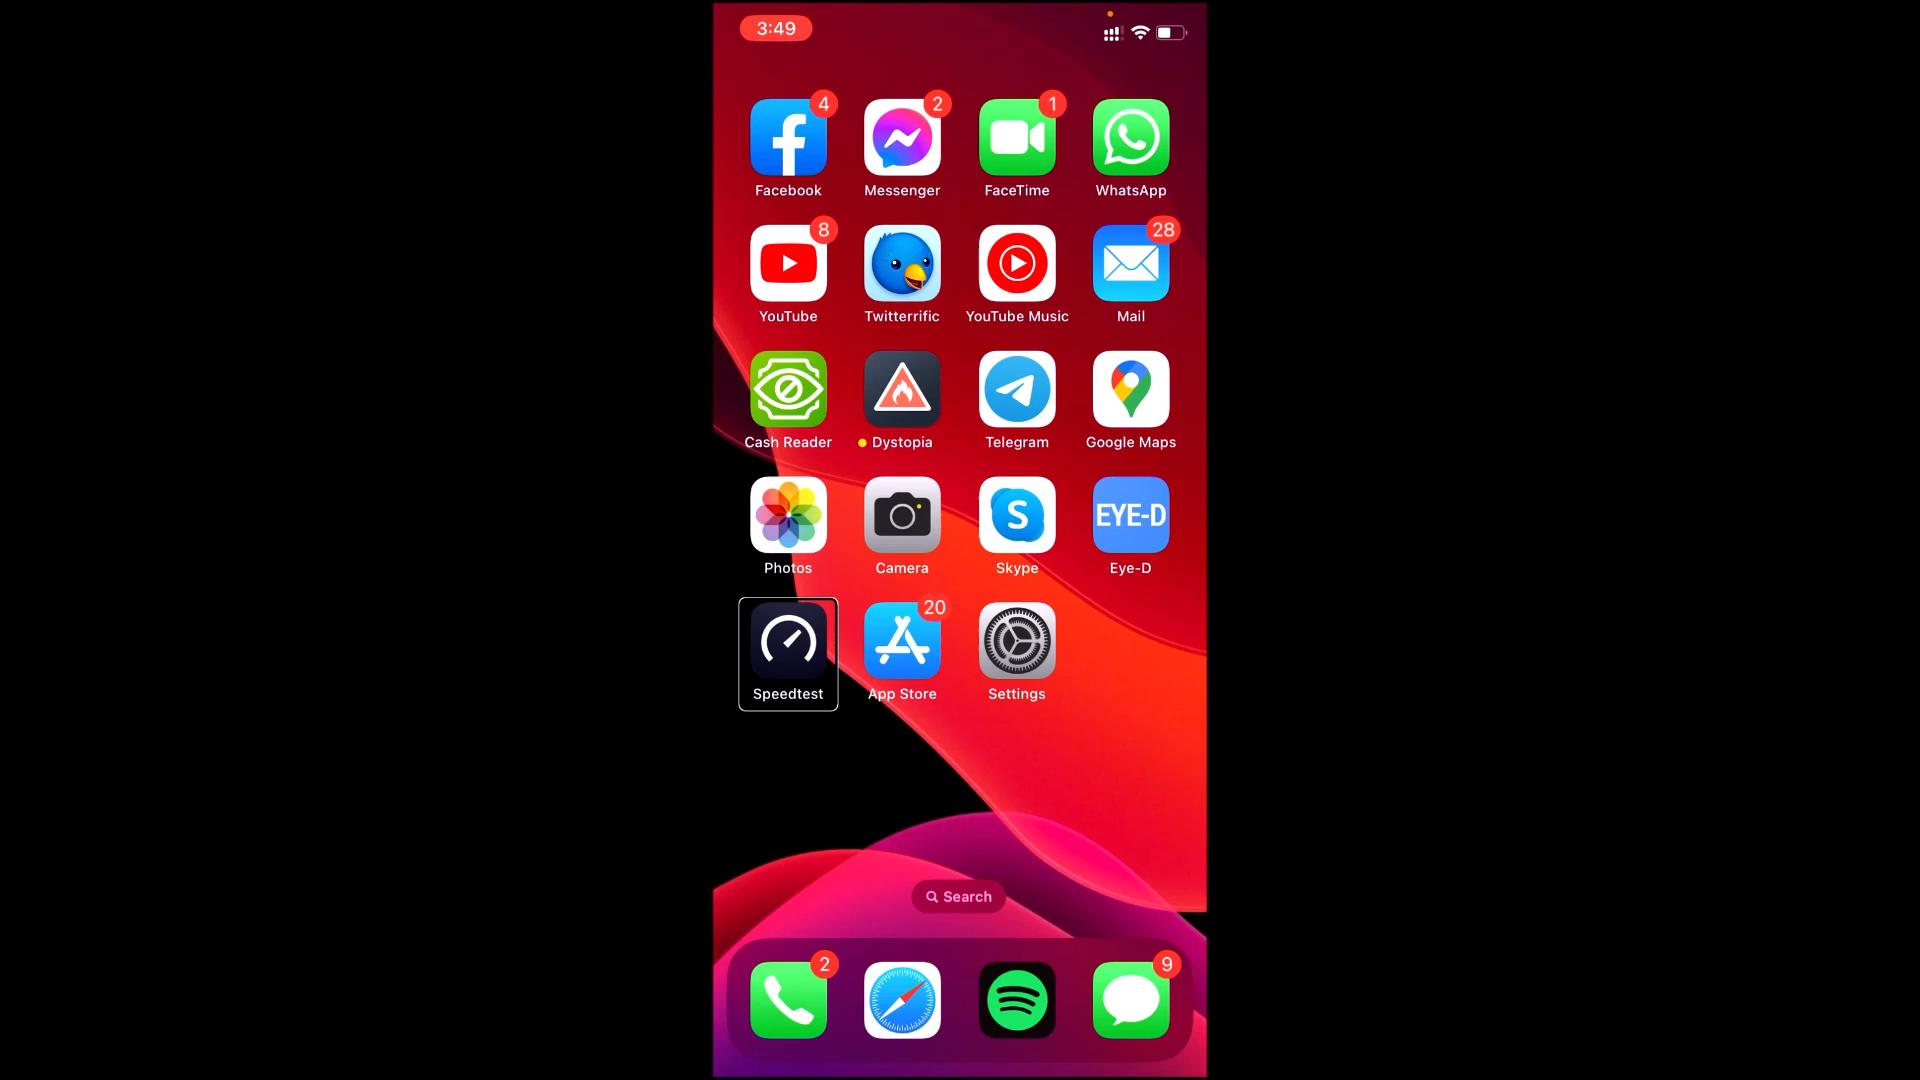 3:49
4 2 1
Facebook Messenger FaceTime WhatsApp
8 28
YouTube Twitterrific YouTube Music Mail
Cash Reader Dystopia Telegram Google Maps
S EYE-D
Photos Camera Skype Eye-D
20
Speedtest App Store Settings
Search
2 9